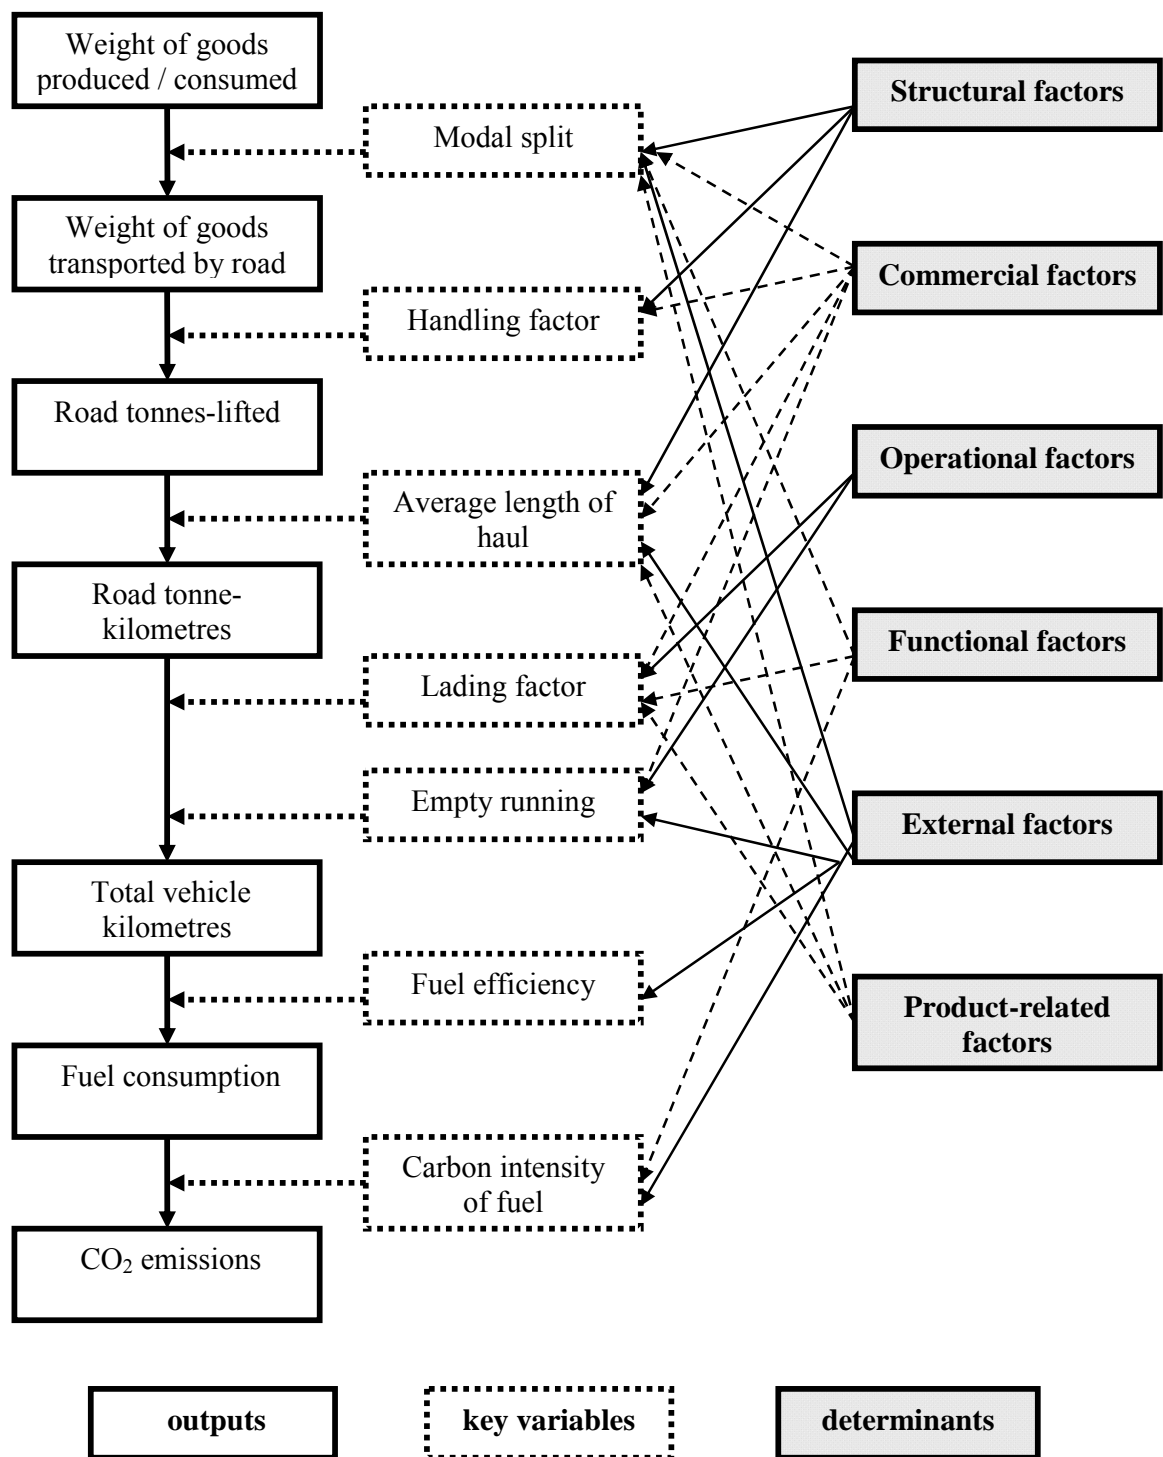 Weight of goods
produced / consumed
Structural factors
Modal split
Weight of goods
transported by road
Commercial factors
Handling factor
Road tonnes-lifted
Operational factors
Average length of
haul
Road tonne-
kilometres
Functional factors
Lading factor
Empty running
External factors
Total vehicle
kilometres
Fuel efficiency
Product-related
factors
Fuel consumption
Carbon intensity
of fuel
CO₂ emissions
outputs
key variables
determinants